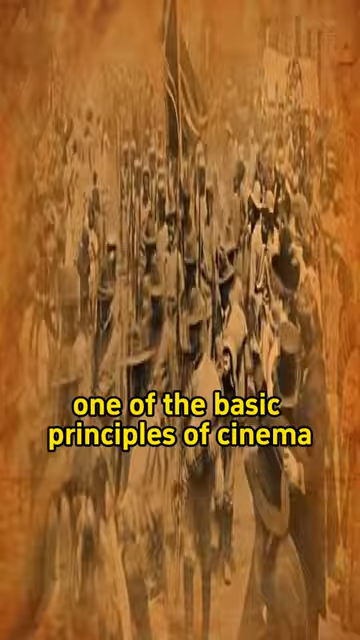 one of the basic
principles of cinema